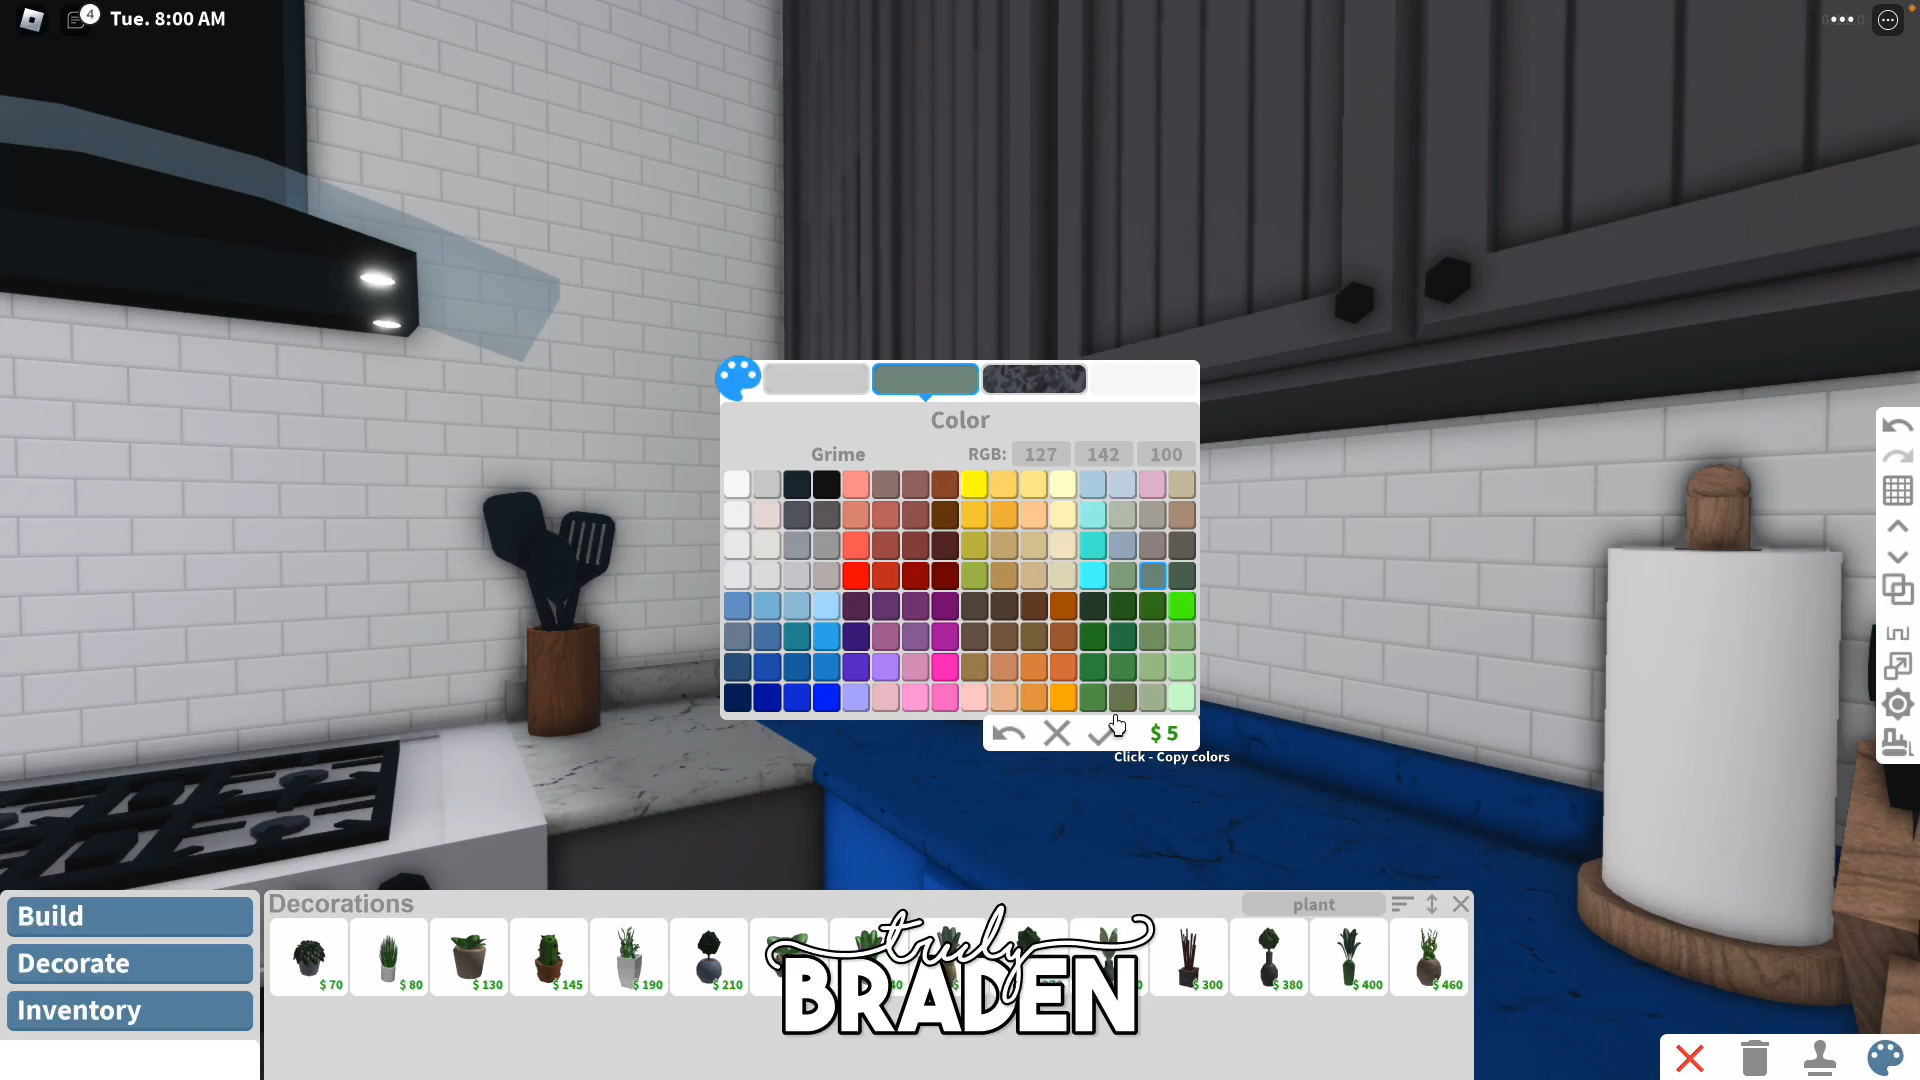 4 Tue. 8:00 AM
Color
Grime RGB: 127 142 100
$ 5
Click - Copy colors
Build
Decorate
Inventory
Decorations
plant
$ 70
$ 80
$ 130
$ 145
$ 190
$ 210
$ 300
$ 380
$ 400
$ 460
truly
BRADEN